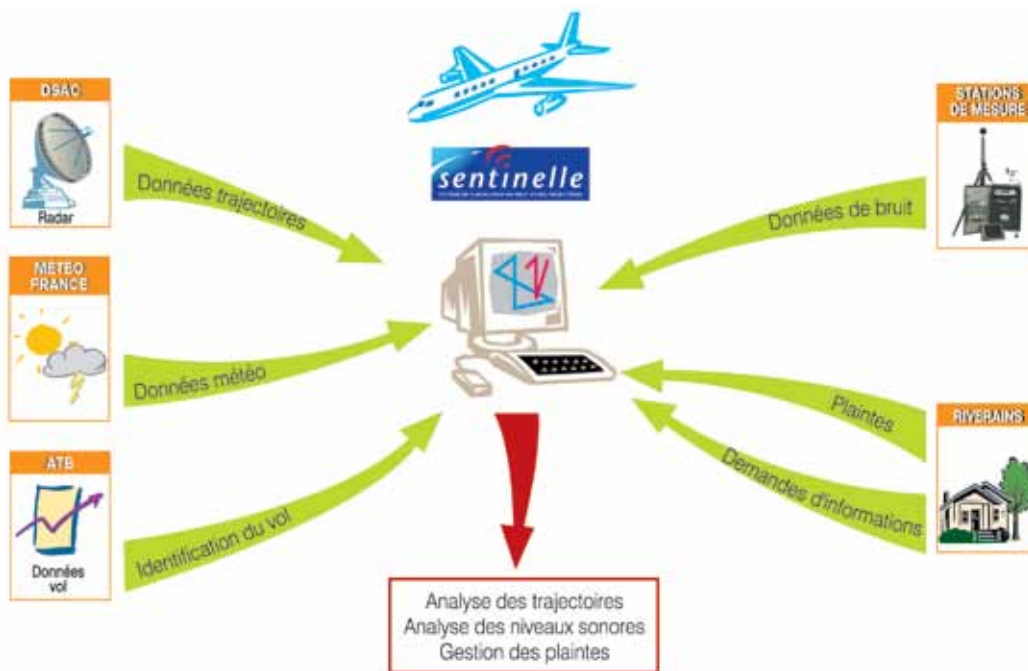 DSAC
Radar
Données trajectoires
METEO
FRANCE
Données météo
ATB
Données
vol
Identification du vol
sentinelle
STATIONS
DE MESURE
Données de bruit
RIVERAINS
Plaintes
Demandes d'informations
Analyse des trajectoires
Analyse des niveaux sonores
Gestion des plaintes